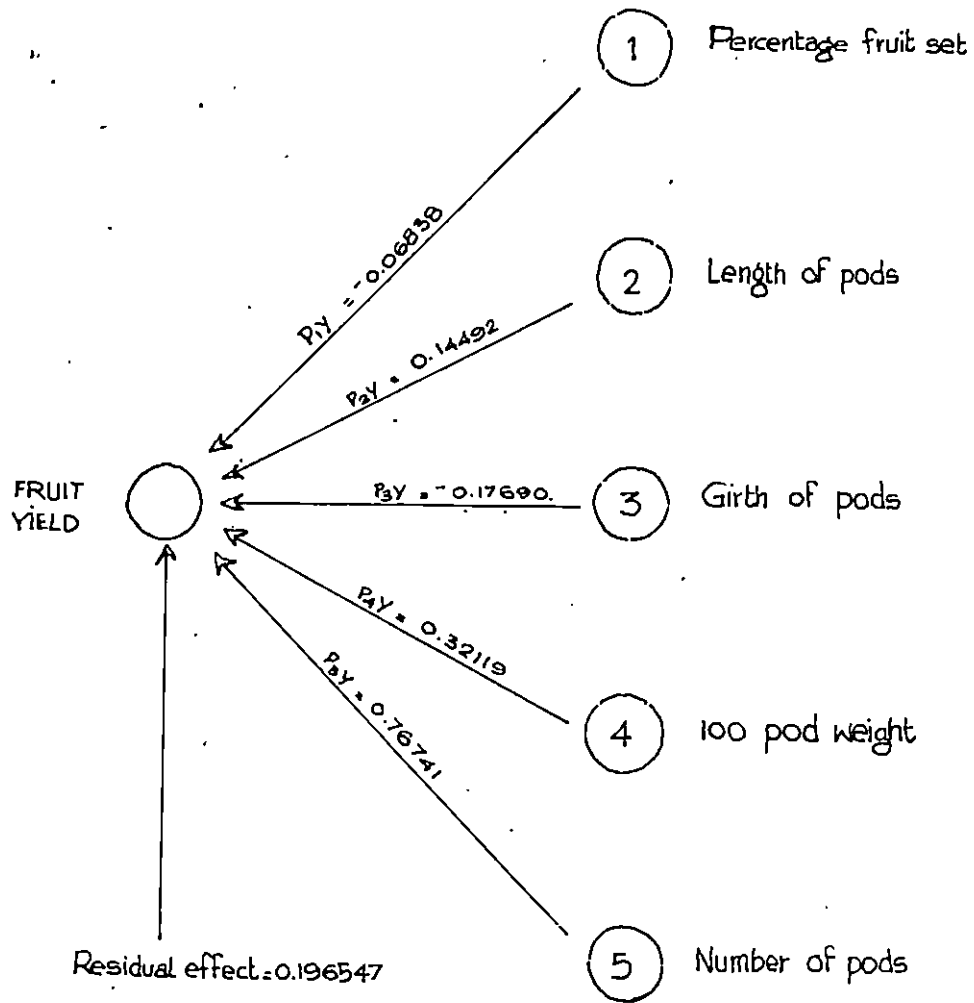 1 Percentage fruit set
P₁Y = -0.06838
2 Length of pods
P₂Y = 0.14492
FRUIT
YIELD
P₃Y = -0.17690.
3 Girth of pods
P₄Y = 0.32119
4 100 pod weight
P₅Y = 0.76741
5 Number of pods
Residual effect=0.196547